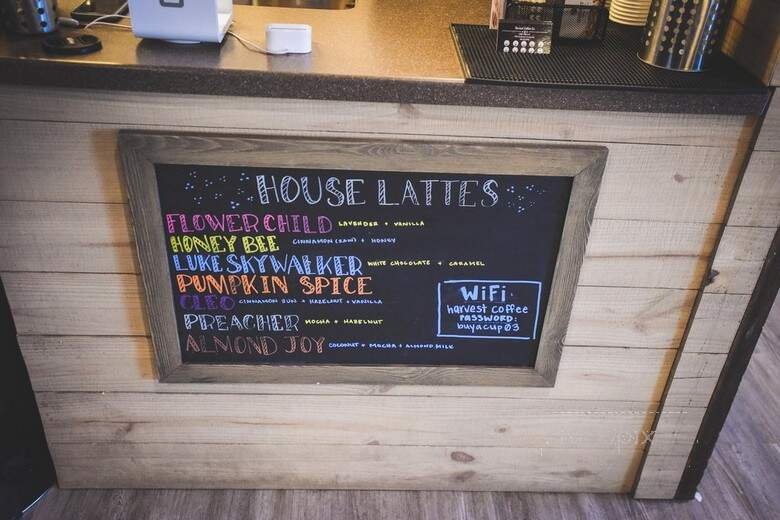 HOUSE LATTES
FLOWER CHILD LAVENDER + VANILLA
HONEY BEE CINNAMON (RAW) + HONEY
LUKE SKYWALKER WHITE CHOCOLATE + CARAMEL
PUMPKIN SPICE
CLEO CINNAMON BUN + HAZELNUT + VANILLA
PREACHER MOCHA + HAZELNUT
ALMOND JOY COCONUT + MOCHA + ALMOND MILK
WiFi
harvest coffee
PASSWORD:
buyacup03